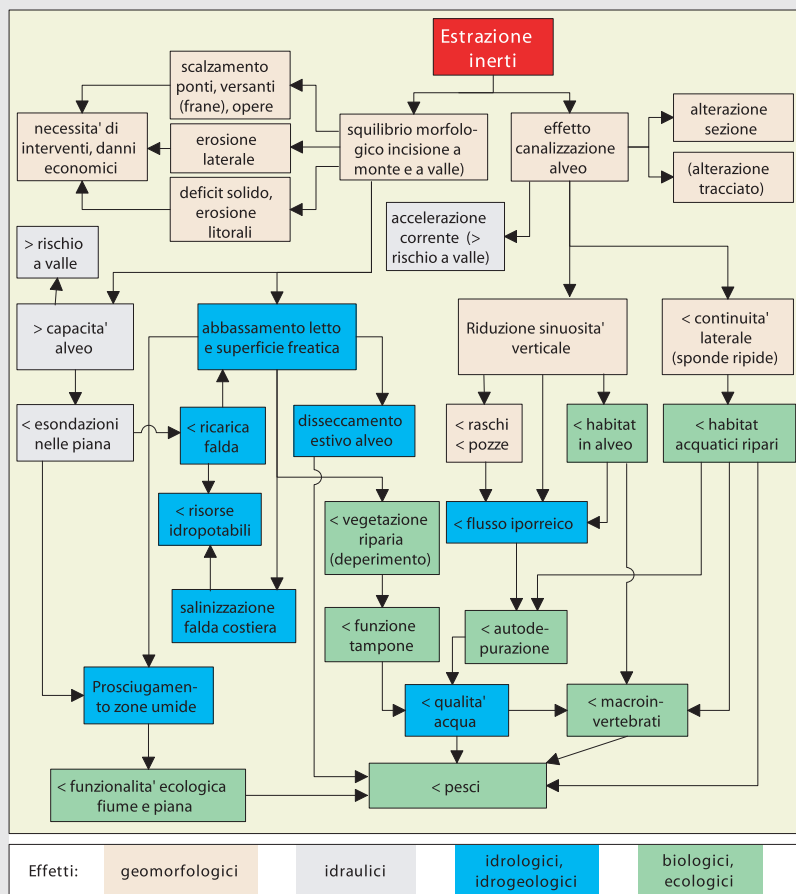 Estrazione
inerti
scalzamento
ponti, versanti
(frane), opere
necessita' di
interventi, danni
economici
erosione
laterale
squilibrio morfolo-
gico incisione a
monte e a valle)
effetto
canalizzazione
alveo
alterazione
sezione
(alterazione
tracciato)
deficit solido,
erosione
litorali
accelerazione
corrente (>
rischio a valle)
> rischio
a valle
> capacita'
alveo
abbassamento letto
e superficie freatica
Riduzione sinuosita'
verticale
< continuita'
laterale
(sponde ripide)
< esondazioni
nelle piana
< ricarica
falda
disseccamento
estivo alveo
< raschi
< pozze
< habitat
in alveo
< habitat
acquatici ripari
< risorse
idropotabili
< vegetazione
riparia
(deperimento)
< flusso iporreico
salinizzazione
falda costiera
< funzione
tampone
< autode-
purazione
Prosciugamen-
to zone umide
< qualita'
acqua
< macroin-
vertebrati
< funzionalita' ecologica
fiume e piana
< pesci
Effetti:
geomorfologici
idraulici
idrologici,
idrogeologici
biologici,
ecologici